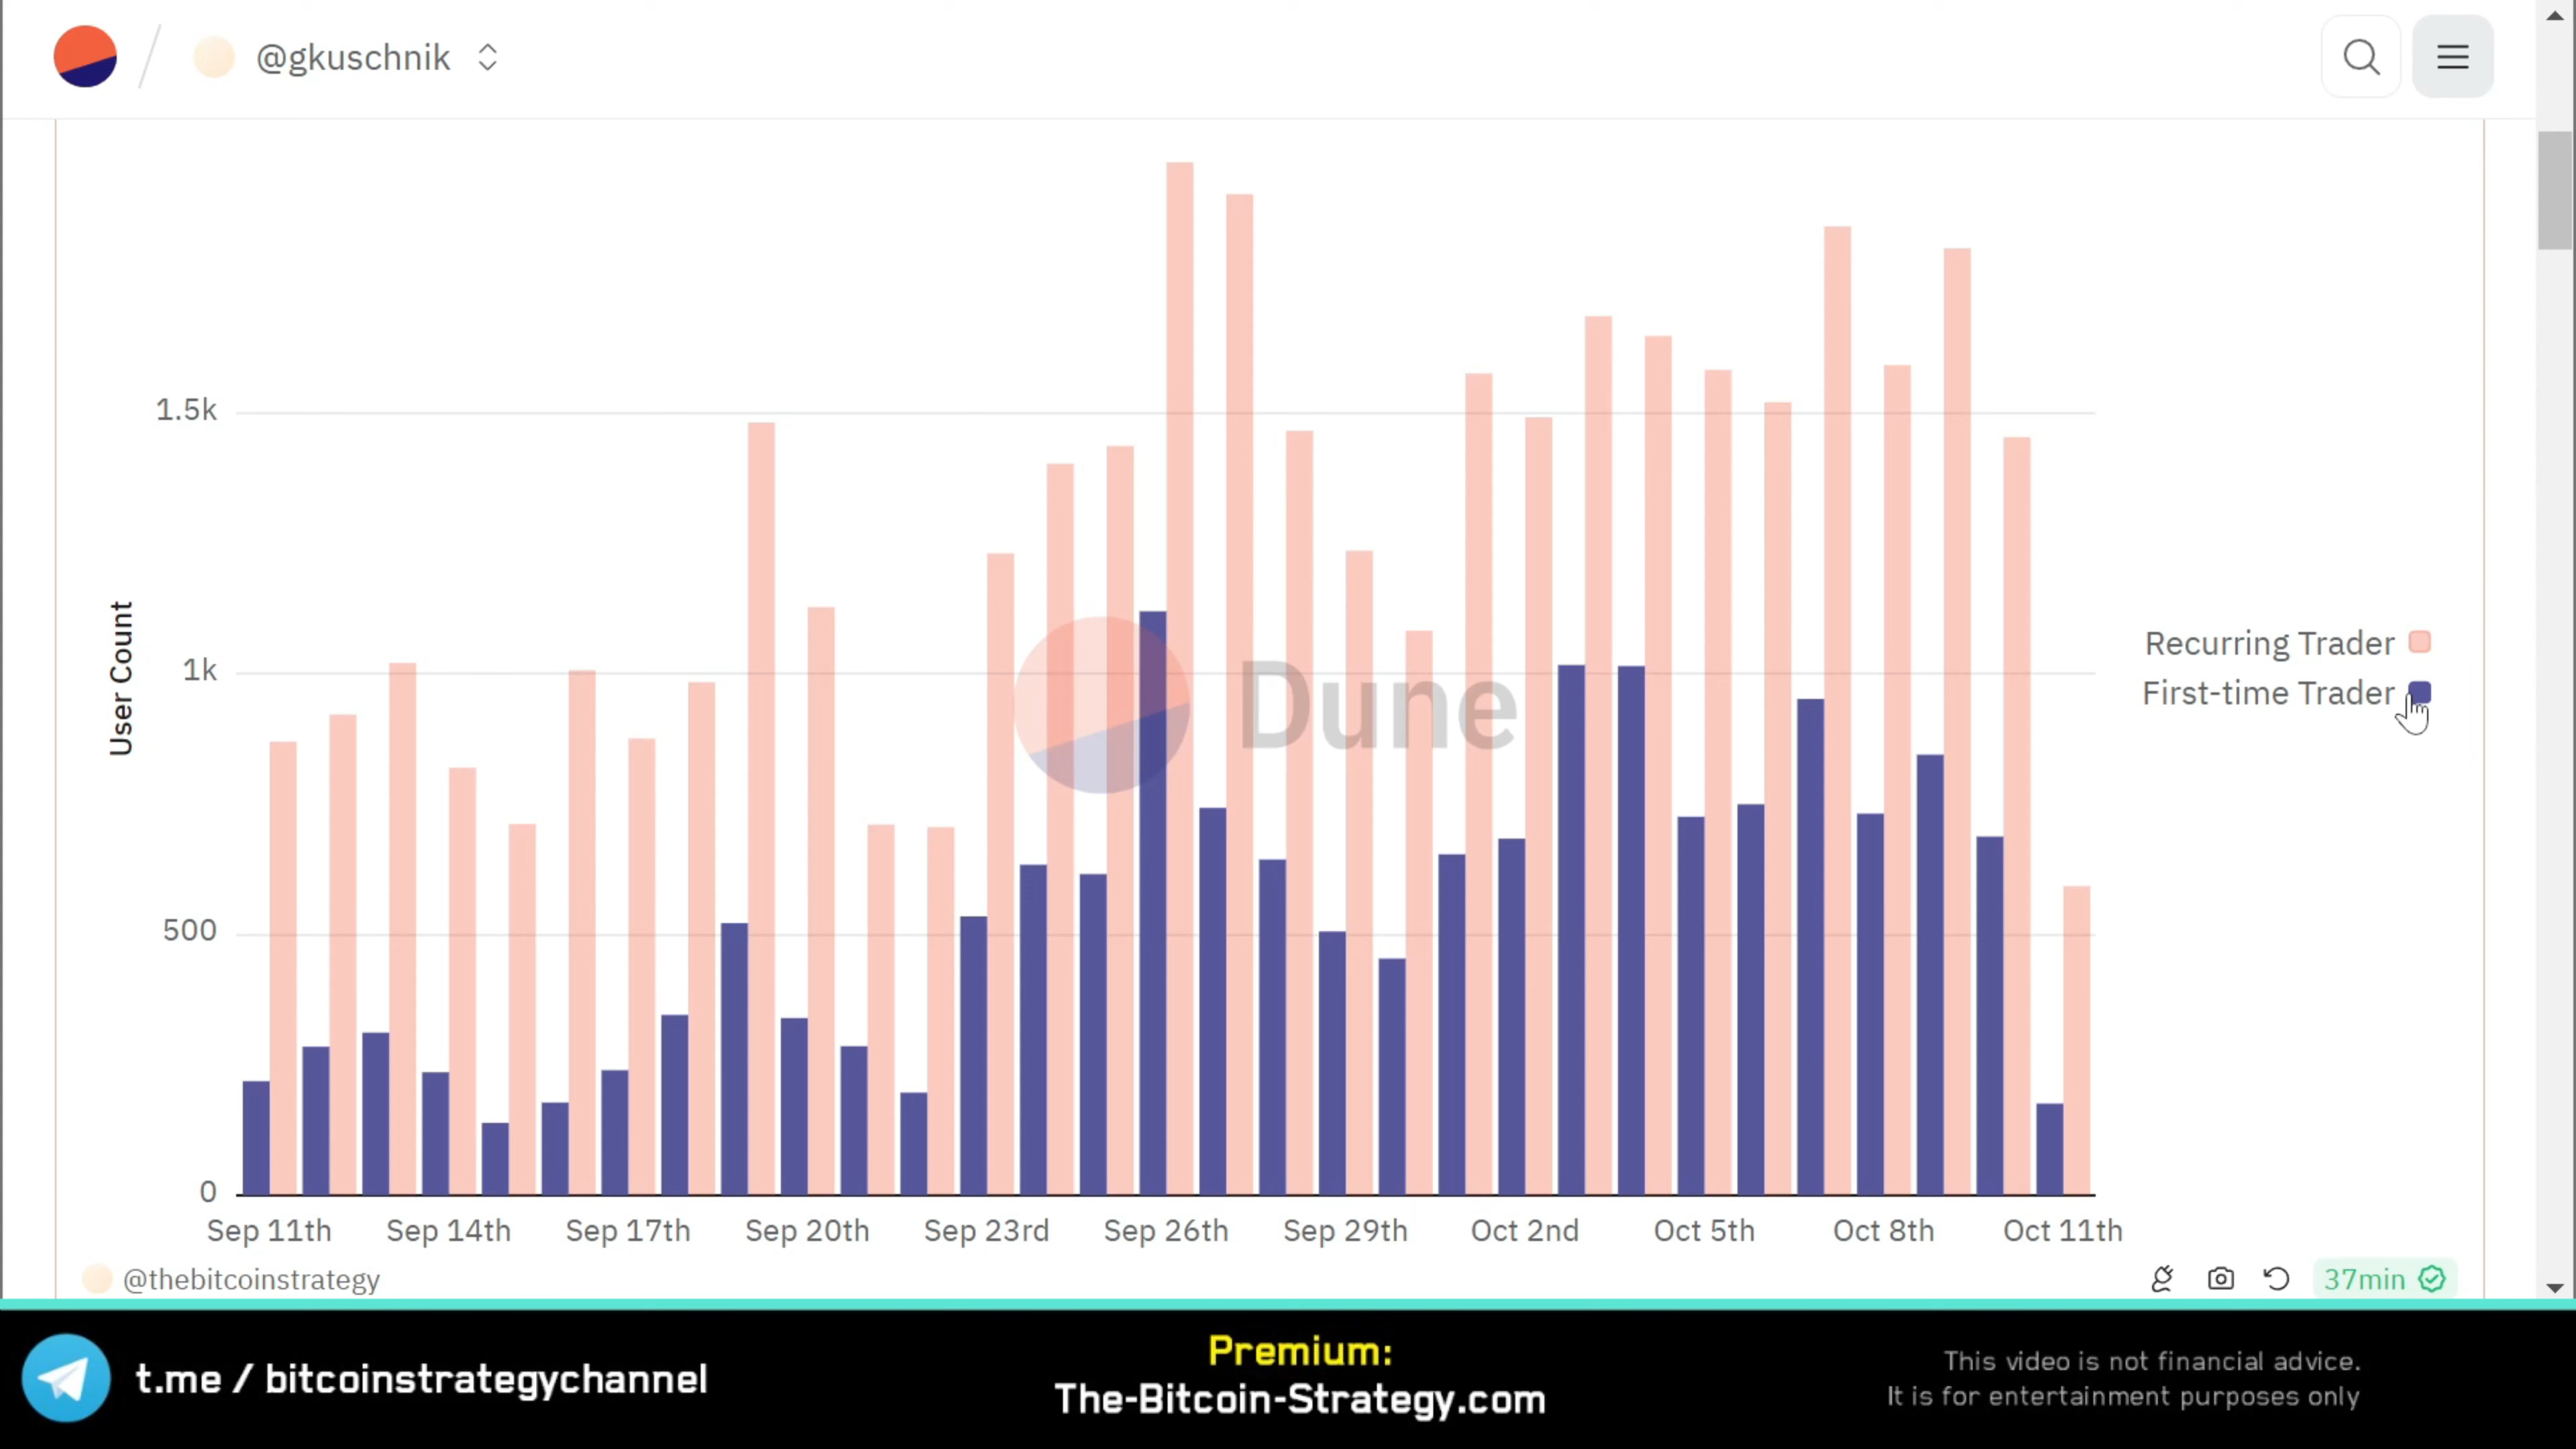 @gkuschnik
1.5k
1k
500
0
User Count
Dune
Recurring Trader
First-time Trader
Sep 11th
Sep 14th
Sep 17th
Sep 20th
Sep 23rd
Sep 26th
Sep 29th
Oct 2nd
Oct 5th
Oct 8th
Oct 11th
@thebitcoinstrategy
37min
t.me / bitcoinstrategychannel
Premium:
The-Bitcoin-Strategy.com
This video is not financial advice.
It is for entertainment purposes only